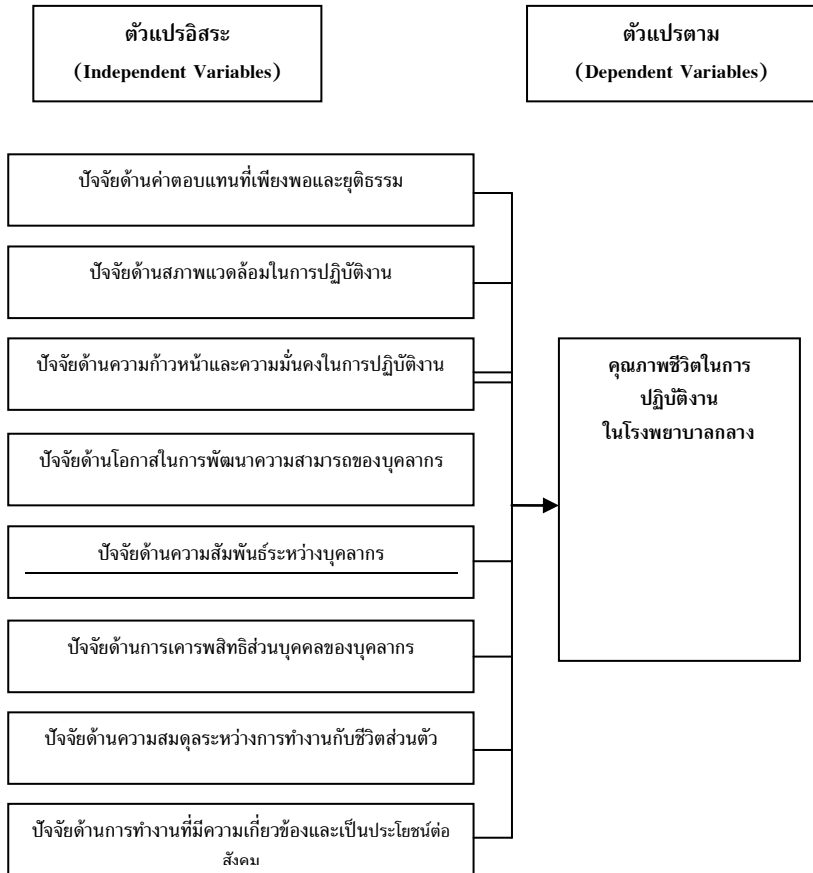 ตัวแปรอิสระ
(Independent Variables)
ตัวแปรตาม
(Dependent Variables)
ปัจจัยด้านค่าตอบแทนที่เพียงพอและยุติธรรม
ปัจจัยด้านสภาพแวดล้อมในการปฏิบัติงาน
ปัจจัยด้านความก้าวหน้าและความมั่นคงในการปฏิบัติงาน
ปัจจัยด้านโอกาสในการพัฒนาความสามารถของบุคลากร
ปัจจัยด้านความสัมพันธ์ระหว่างบุคลากร
ปัจจัยด้านการเคารพสิทธิส่วนบุคคลของบุคลากร
ปัจจัยด้านความสมดุลระหว่างการทำงานกับชีวิตส่วนตัว
ปัจจัยด้านการทำงานที่มีความเกี่ยวข้องและเป็นประโยชน์ต่อ
สังคม
คุณภาพชีวิตในการ
ปฏิบัติงาน
ในโรงพยาบาลกลาง